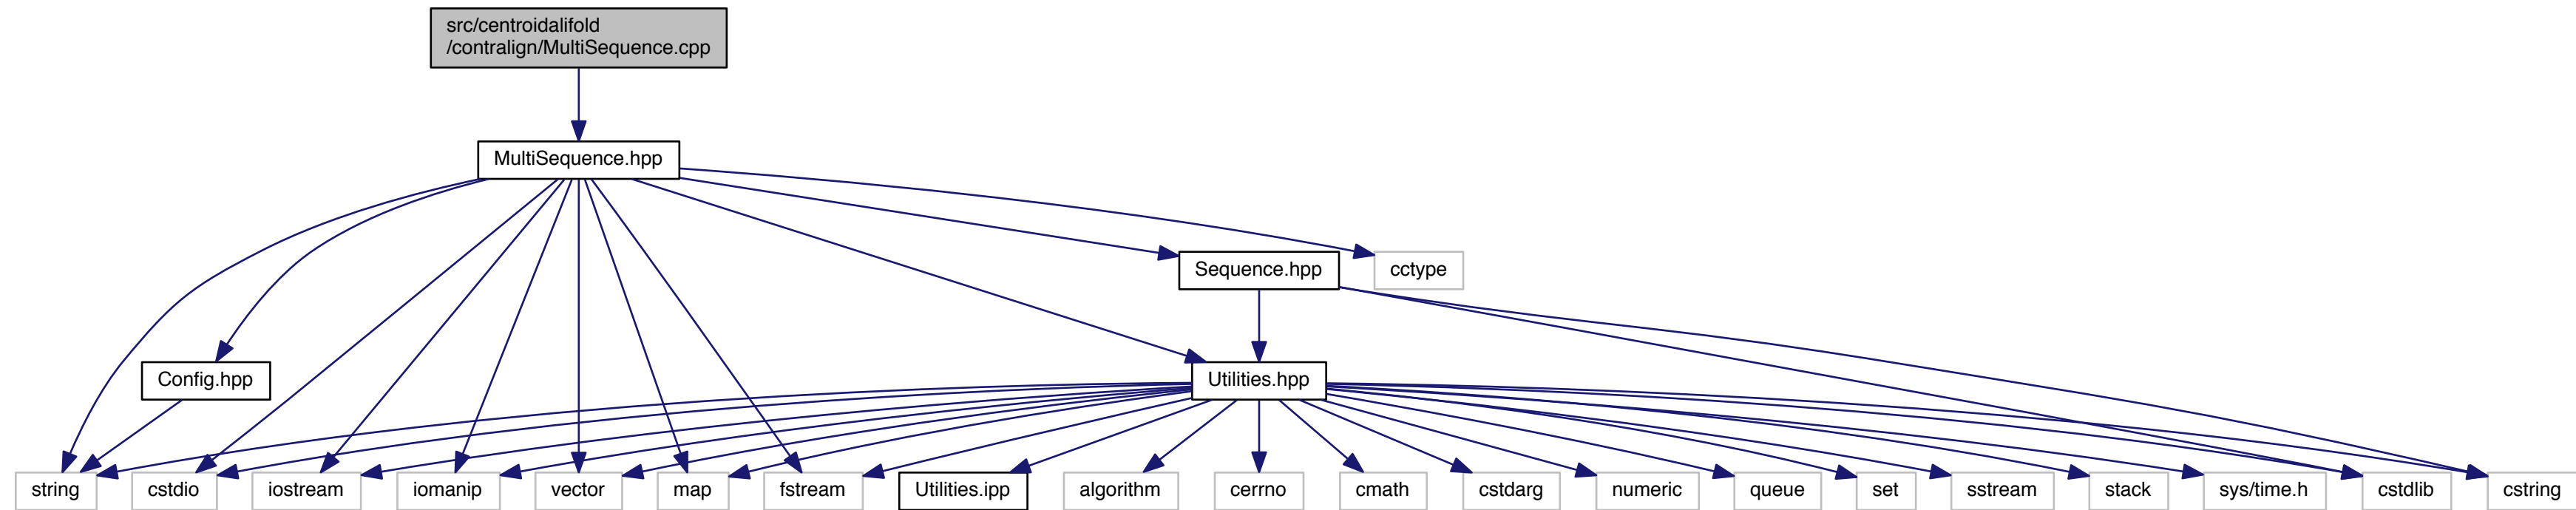 src/centroidalifold
/contralign/MultiSequence.cpp
MultiSequence.hpp
Sequence.hpp
cctype
Config.hpp
Utilities.hpp
string
cstdio
iostream
iomanip
vector
map
fstream
Utilities.ipp
algorithm
cerrno
cmath
cstdarg
numeric
queue
set
sstream
stack
sys/time.h
cstdlib
cstring